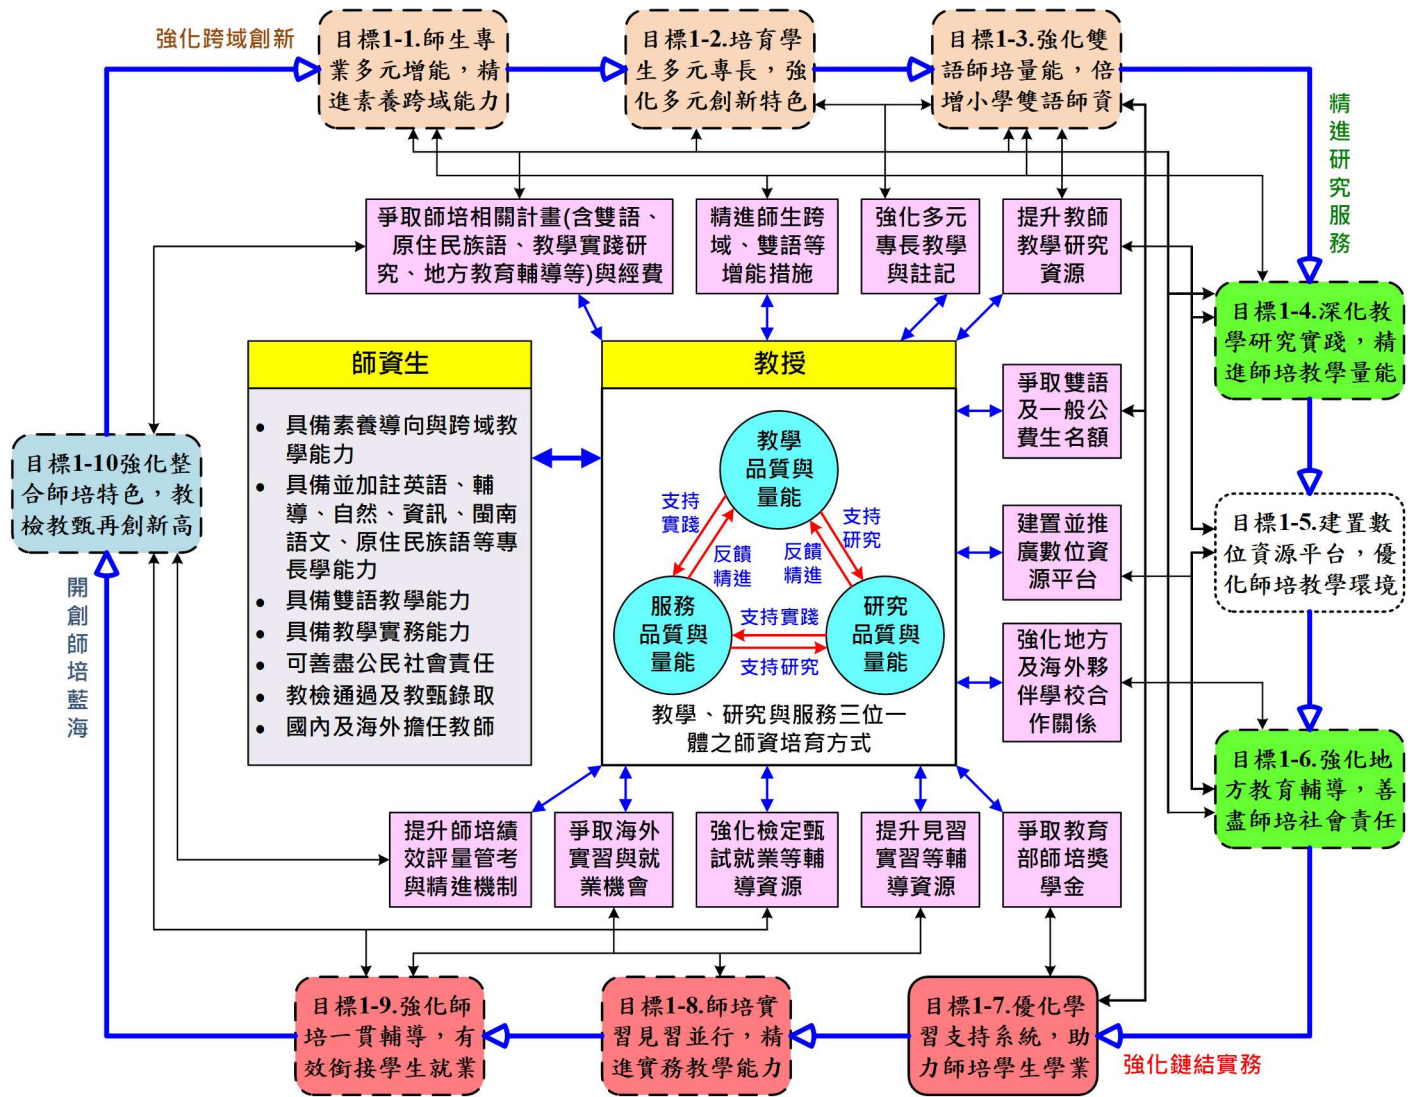 強化跨域創新
目標1-1.師生專
業多元增能，精
進素養跨域能力
目標1-2.培育學
生多元專長，強
化多元創新特色
目標1-3.強化雙
語師培量能，倍
增小學雙語師資
精進研究服務
爭取師培相關計畫(含雙語、
原住民族語、教學實踐研
究、地方教育輔導等)與經費
精進師生跨
域、雙語等
增能措施
強化多元
專長教學
與註記
提升教師
教學研究
資源
目標1-4.深化教
學研究實踐，精
進師培教學量能
師資生
• 具備素養導向與跨域教
學能力
• 具備並加註英語、輔
導、自然、資訊、閩南
語文、原住民族語等專
長學能力
• 具備雙語教學能力
• 具備教學實務能力
• 可善盡公民社會責任
• 教檢通過及教甄錄取
• 國內及海外擔任教師
教授
教學
品質與
量能
支持
實踐
反饋
精進
反饋
精進
支持
研究
服務
品質與
量能
支持實踐
支持研究
研究
品質與
量能
教學、研究與服務三位一
體之師資培育方式
爭取雙語
及一般公
費生名額
建置並推
廣數位資
源平台
強化地方
及海外夥
伴學校合
作關係
目標1-5.建置數
位資源平台，優
化師培教學環境
目標1-6.強化地
方教育輔導，善
盡師培社會責任
目標1-10強化整
合師培特色，教
檢教甄再創新高
開創師培藍海
提升師培績
效評量管考
與精進機制
爭取海外
實習與就
業機會
強化檢定甄
試就業等輔
導資源
提升見習
實習等輔
導資源
爭取教育
部師培獎
學金
目標1-9.強化師
培一貫輔導，有
效銜接學生就業
目標1-8.師培實
習見習並行，精
進實務教學能力
目標1-7.優化學
習支持系統，助
力師培學生學業
強化鏈結實務